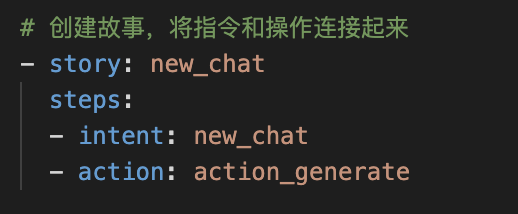 # 创建故事，将指令和操作连接起来
- story: new_chat
  steps:
  - intent: new_chat
  - action: action_generate